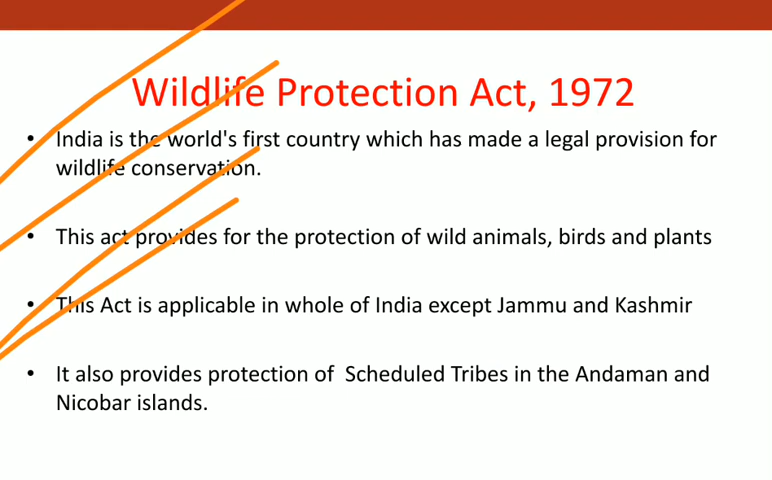 Wildlife Protection Act, 1972
• India is the world's first country which has made a legal provision for
wildlife conservation.
• This act provides for the protection of wild animals, birds and plants
• This Act is applicable in whole of India except Jammu and Kashmir
• It also provides protection of  Scheduled Tribes in the Andaman and
Nicobar islands.